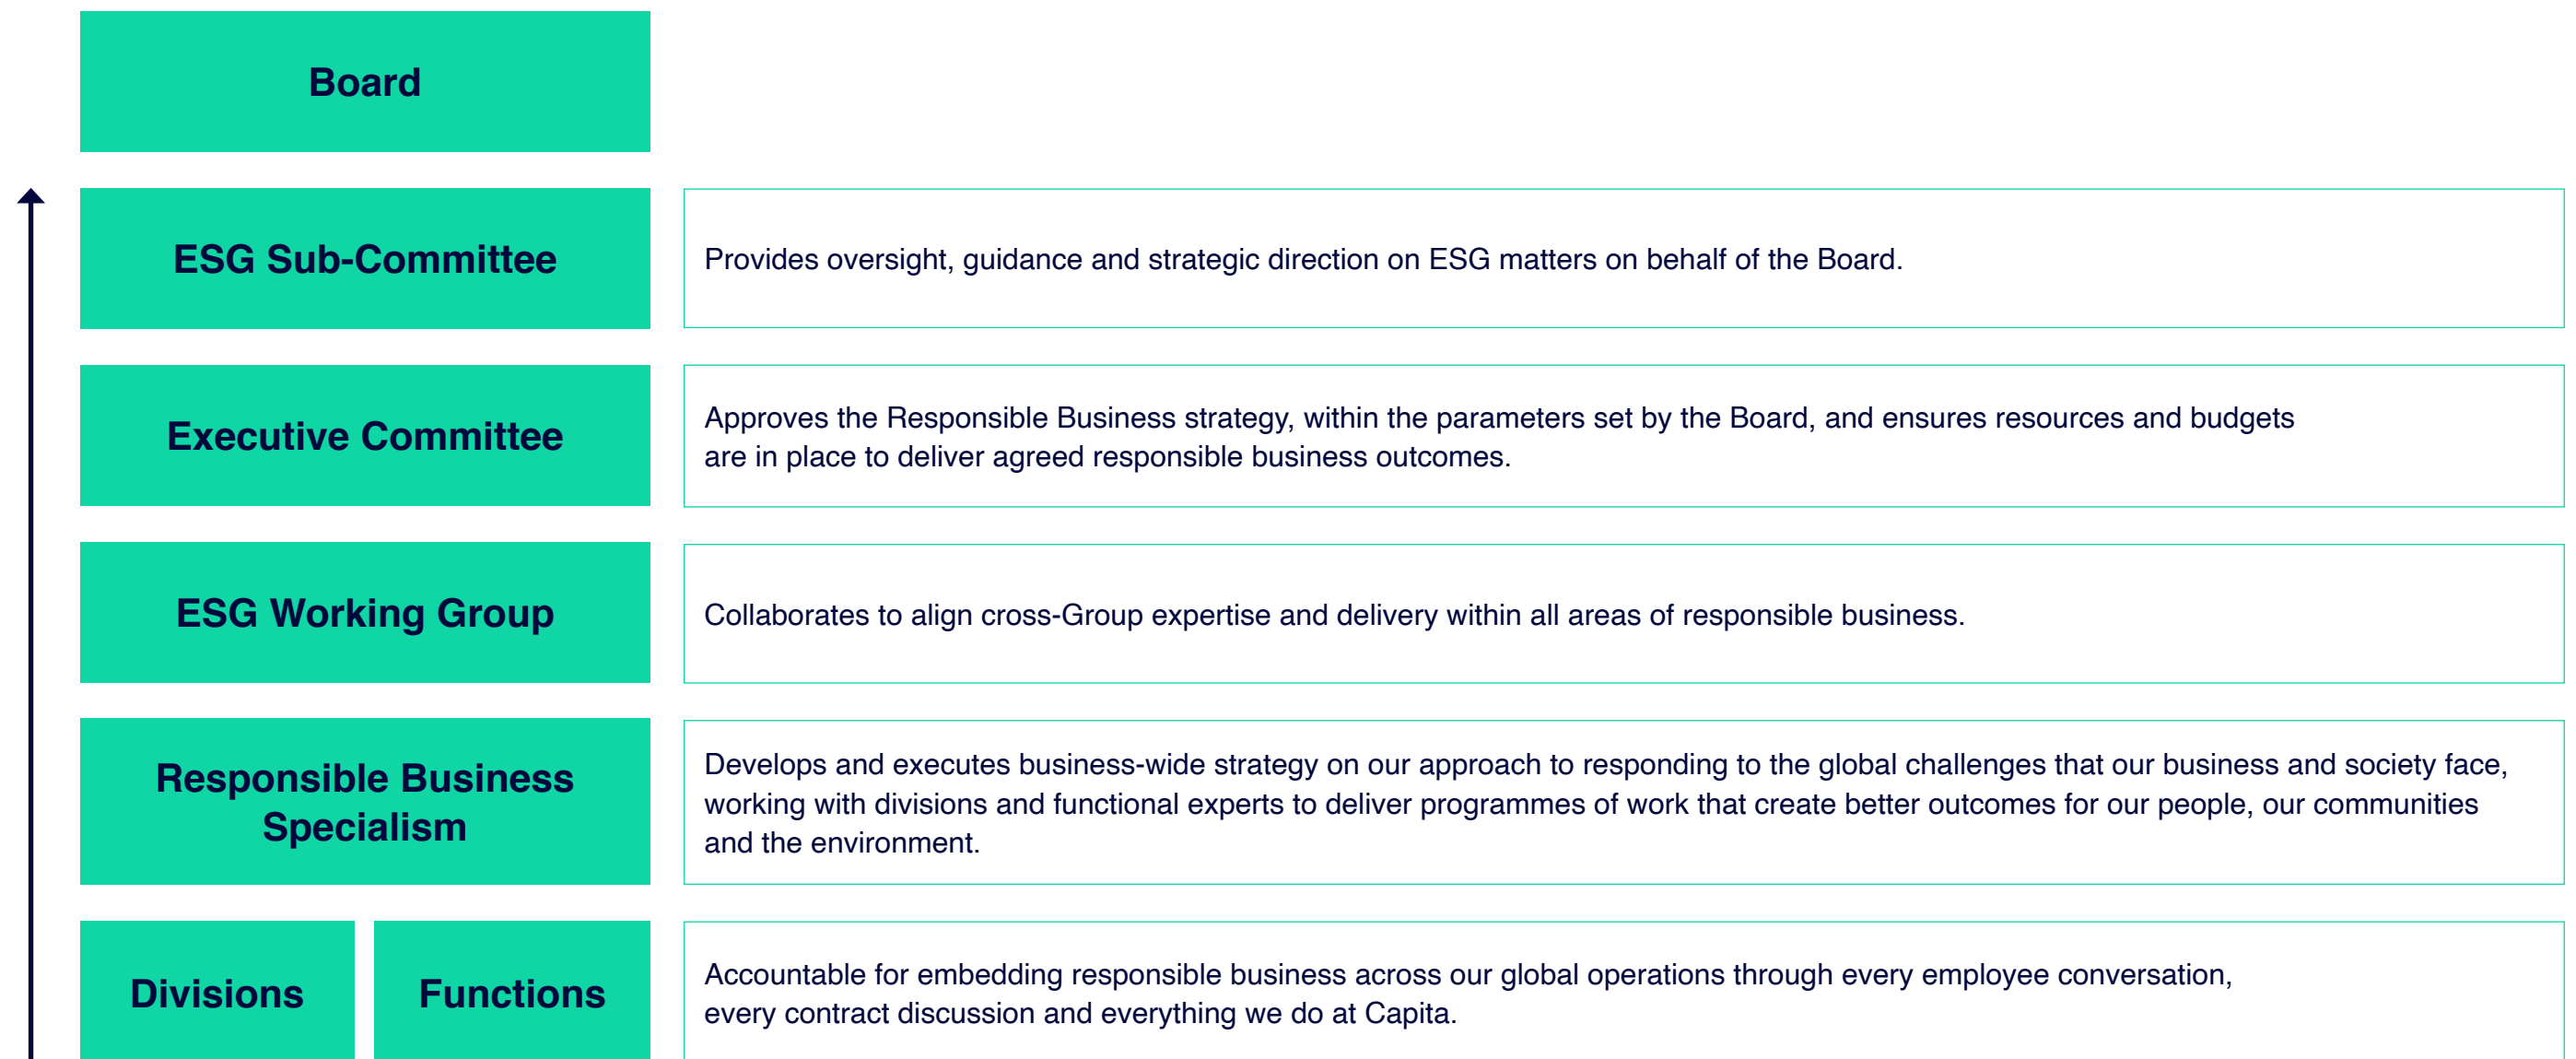 Board
ESG Sub-Committee
Provides oversight, guidance and strategic direction on ESG matters on behalf of the Board.
Executive Committee
Approves the Responsible Business strategy, within the parameters set by the Board, and ensures resources and budgets
are in place to deliver agreed responsible business outcomes.
ESG Working Group
Collaborates to align cross-Group expertise and delivery within all areas of responsible business.
Responsible Business
Specialism
Develops and executes business-wide strategy on our approach to responding to the global challenges that our business and society face,
working with divisions and functional experts to deliver programmes of work that create better outcomes for our people, our communities
and the environment.
Divisions
Functions
Accountable for embedding responsible business across our global operations through every employee conversation,
every contract discussion and everything we do at Capita.